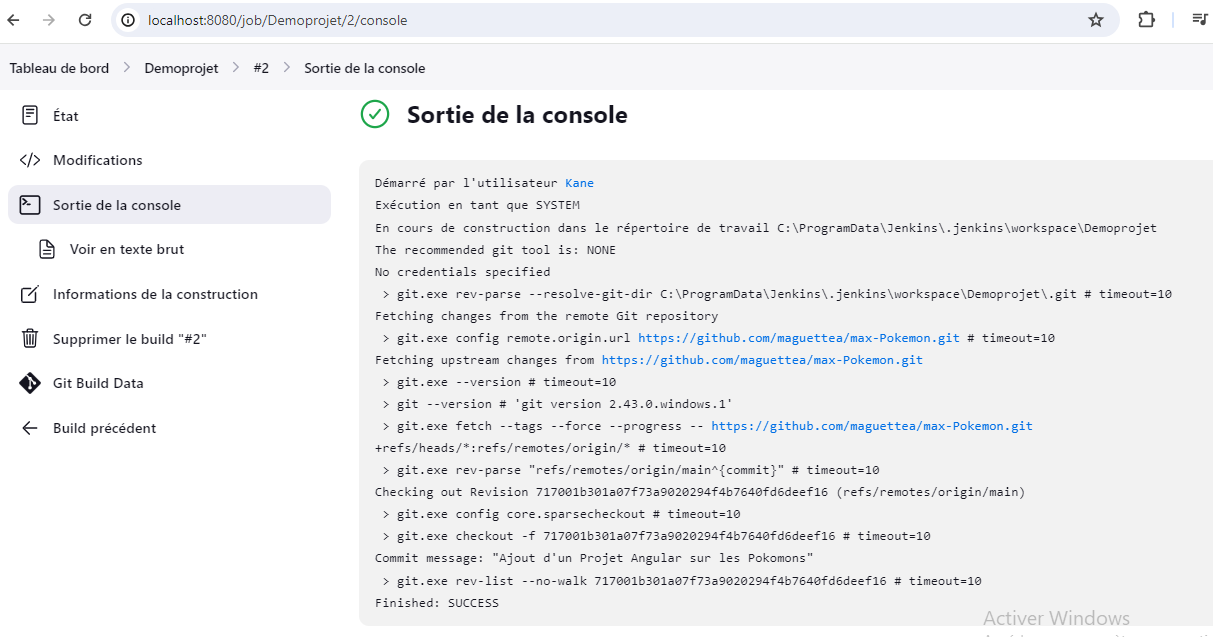 localhost:8080/job/Demoprojet/2/console
Tableau de bord > Demoprojet > #2 > Sortie de la console
État
Modifications
Sortie de la console
Voir en texte brut
Informations de la construction
Supprimer le build "#2"
Git Build Data
Build précédent
Sortie de la console
Démarré par l'utilisateur Kane
Exécution en tant que SYSTEM
En cours de construction dans le répertoire de travail C:\ProgramData\Jenkins\.jenkins\workspace\Demoprojet
The recommended git tool is: NONE
No credentials specified
> git.exe rev-parse --resolve-git-dir C:\ProgramData\Jenkins\.jenkins\workspace\Demoprojet\.git # timeout=10
Fetching changes from the remote Git repository
> git.exe config remote.origin.url https://github.com/maguettea/max-Pokemon.git # timeout=10
Fetching upstream changes from https://github.com/maguettea/max-Pokemon.git
> git.exe --version # timeout=10
> git --version # 'git version 2.43.0.windows.1'
> git.exe fetch --tags --force --progress -- https://github.com/maguettea/max-Pokemon.git
+refs/heads/*:refs/remotes/origin/* # timeout=10
> git.exe rev-parse "refs/remotes/origin/main^{commit}" # timeout=10
Checking out Revision 717001b301a07f73a9020294f4b7640fd6deef16 (refs/remotes/origin/main)
> git.exe config core.sparsecheckout # timeout=10
> git.exe checkout -f 717001b301a07f73a9020294f4b7640fd6deef16 # timeout=10
Commit message: "Ajout d'un Projet Angular sur les Pokomons"
> git.exe rev-list --no-walk 717001b301a07f73a9020294f4b7640fd6deef16 # timeout=10
Finished: SUCCESS
Activer Windows